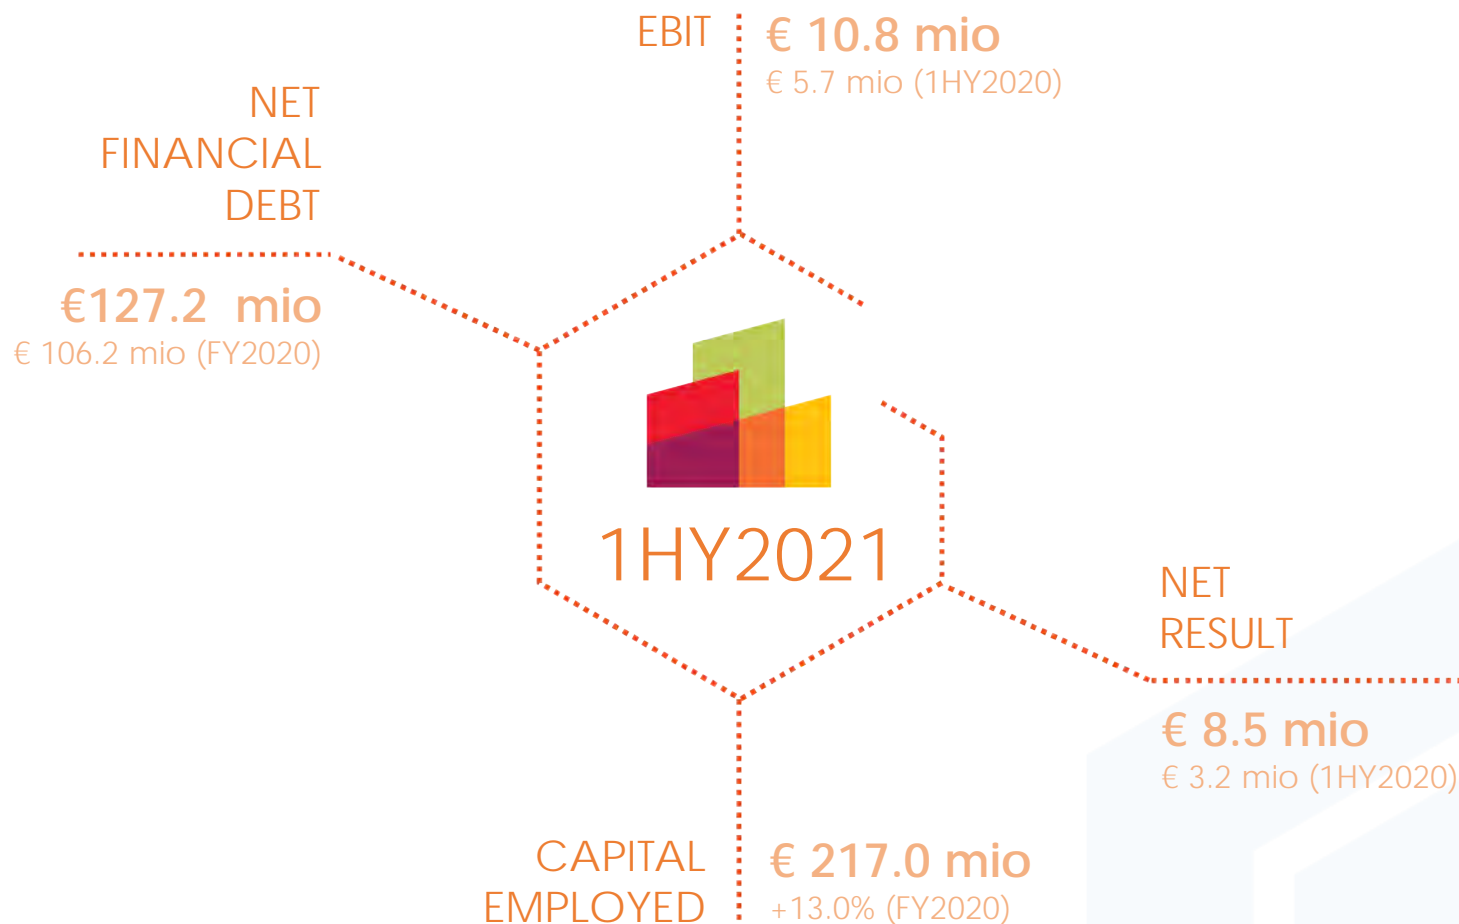 EBIT
€ 10.8 mio
€ 5.7 mio (1HY2020)
NET
FINANCIAL
DEBT
€127.2 mio
€ 106.2 mio (FY2020)
1HY2021
NET
RESULT
€ 8.5 mio
€ 3.2 mio (1HY2020)
CAPITAL
EMPLOYED
€ 217.0 mio
+13.0% (FY2020)